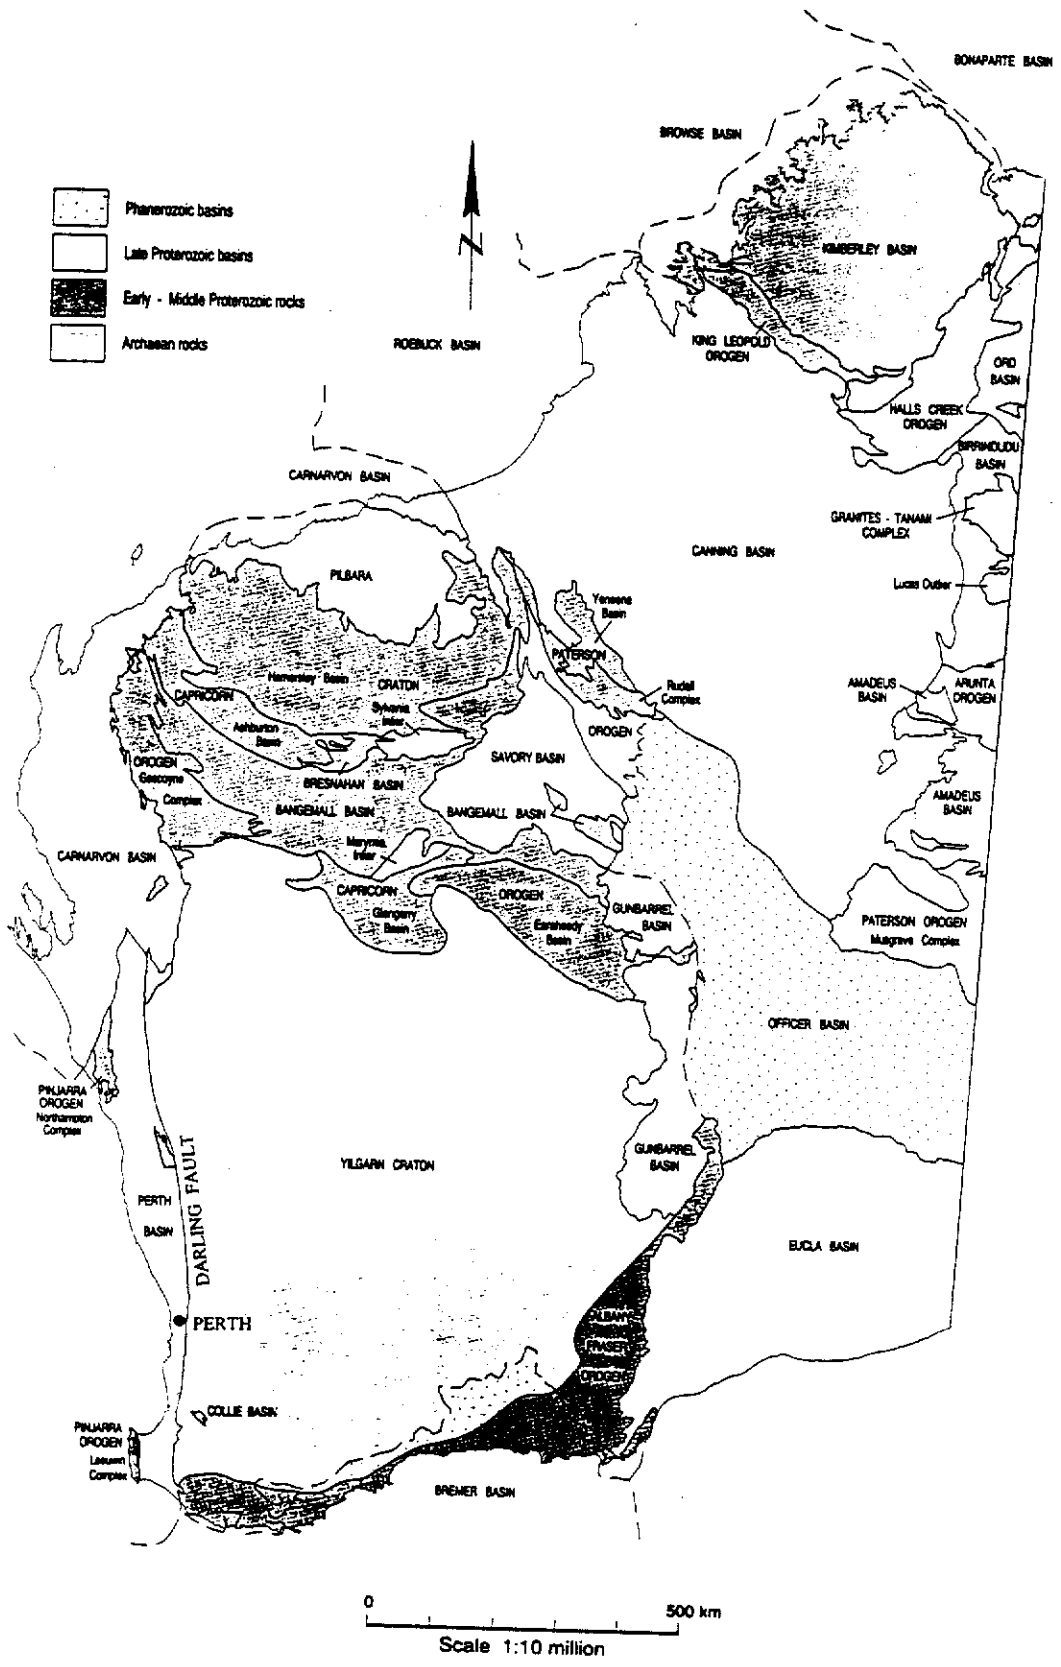 BONAPARTE BASIN
BROWSE BASIN
Phanerozoic basins
Late Proterozoic basins
Early - Middle Proterozoic rocks
Archaean rocks
N
KIMBERLEY BASIN
ROEBUCK BASIN
KING LEOPOLD
OROGEN
ORD
BASIN
HALLS CREEK
OROGEN
BIRRINDUDU
BASIN
CARNARVON BASIN
GRANITES - TANAMI
COMPLEX
CANNING BASIN
Lucas Outlier
PILBARA
Yeneena
Basin
PATERSON
Rudall
Complex
OROGEN
Hamersley Basin
CRATON
Sylvania
Inlier
CAPRICORN
Ashburton
Basin
AMADEUS
BASIN
ARUNTA
OROGEN
OROGEN
Gascoyne
Complex
BRESNAHAN BASIN
BANGEMALL BASIN
SAVORY BASIN
BANGEMALL BASIN
AMADEUS
BASIN
Marymia
Inlier
CARNARVON BASIN
CAPRICORN
Glengarry
Basin
OROGEN
Earaheedy
Basin
GUNBARREL
BASIN
PATERSON OROGEN
Musgrave Complex
OFFICER BASIN
PINJARRA
OROGEN
Northampton
Complex
DARLING FAULT
YILGARN CRATON
GUNBARREL
BASIN
PERTH
BASIN
EUCLA BASIN
PERTH
ALBANY
FRASER
OROGEN
COLLIE BASIN
PINJARRA
OROGEN
Leeuwin
Complex
BREMER BASIN
0 500 km
Scale 1:10 million